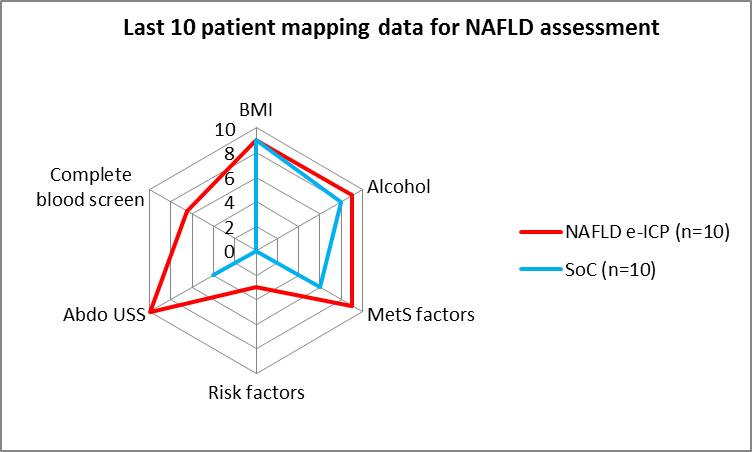 Last 10 patient mapping data for NAFLD assessment
BMI
10
8
6
4
2
0
Alcohol
MetS factors
Risk factors
Abdo USS
Complete
blood screen
NAFLD e-ICP (n=10)
SoC (n=10)